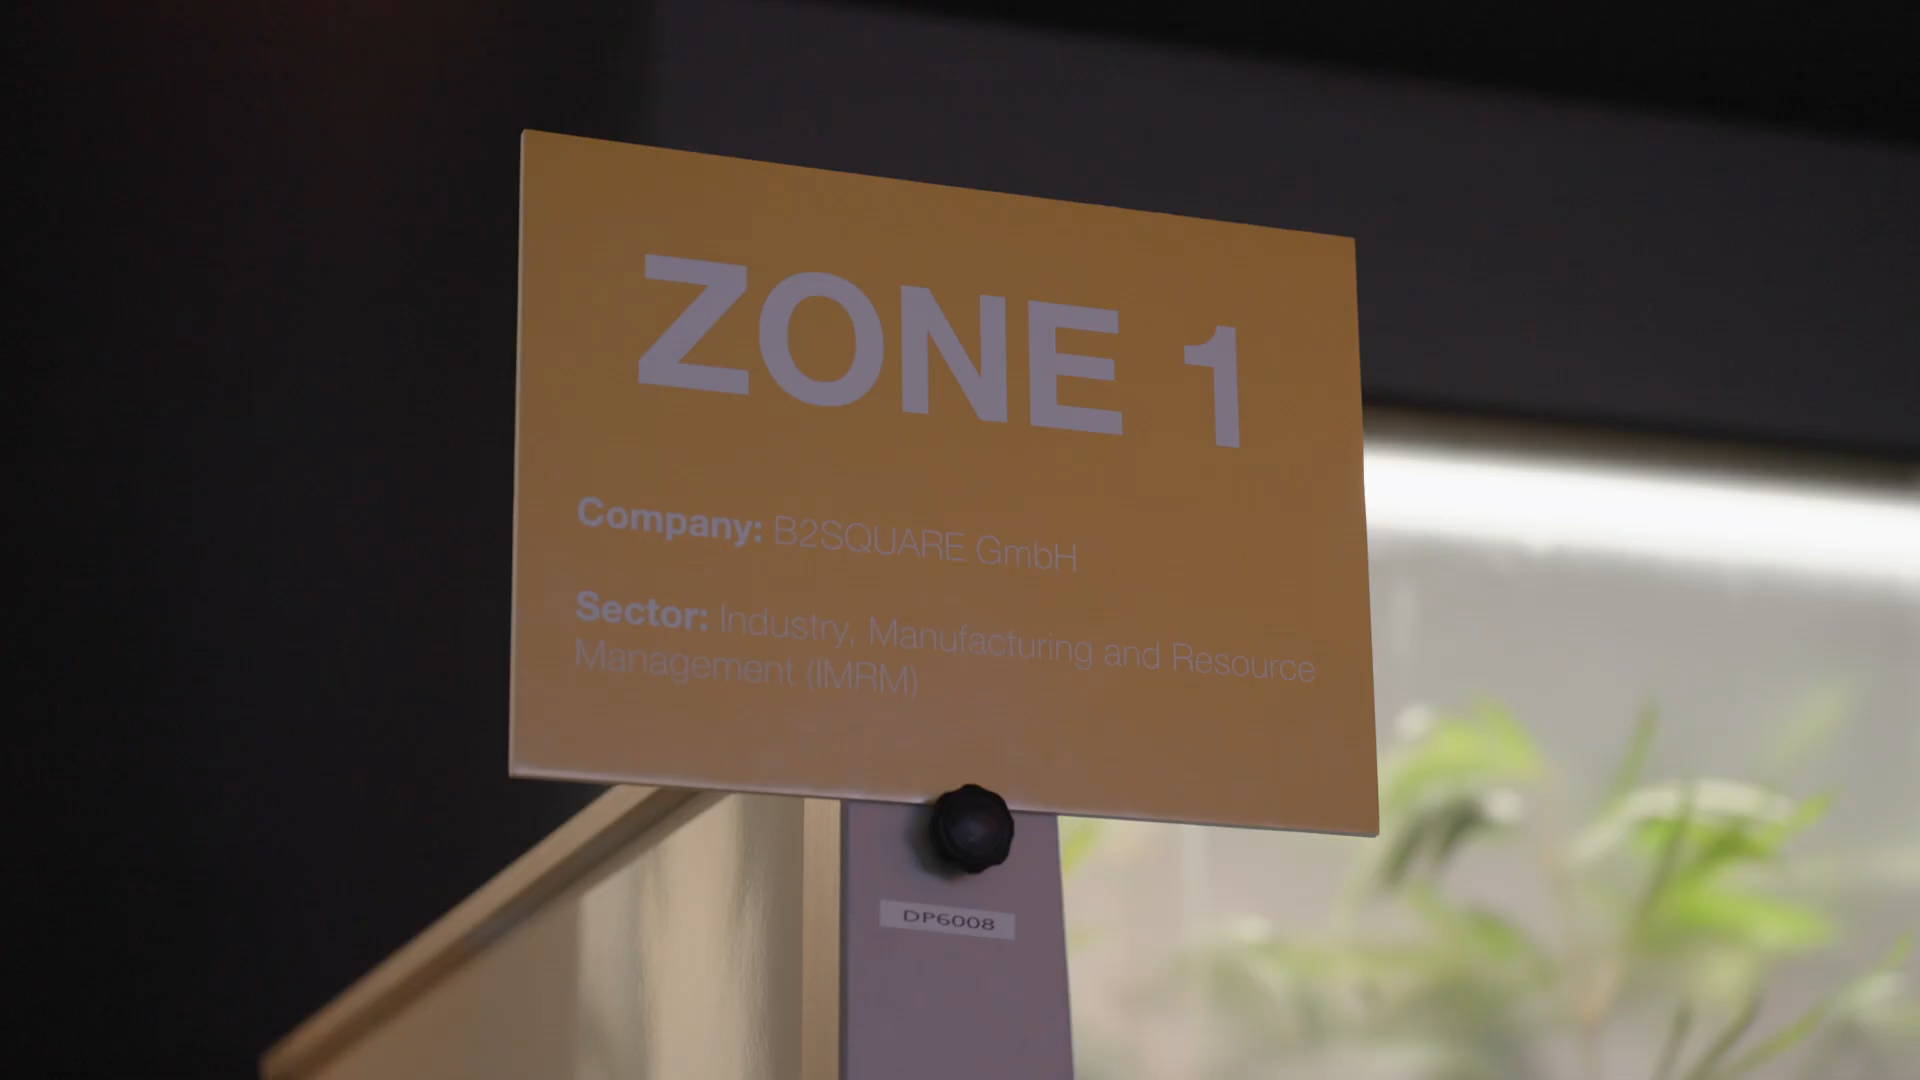 ZONE 1
Company: B2SQUARE GmbH
Sector: Industry, Manufacturing and Resource
Management (IMRM)
DP6008